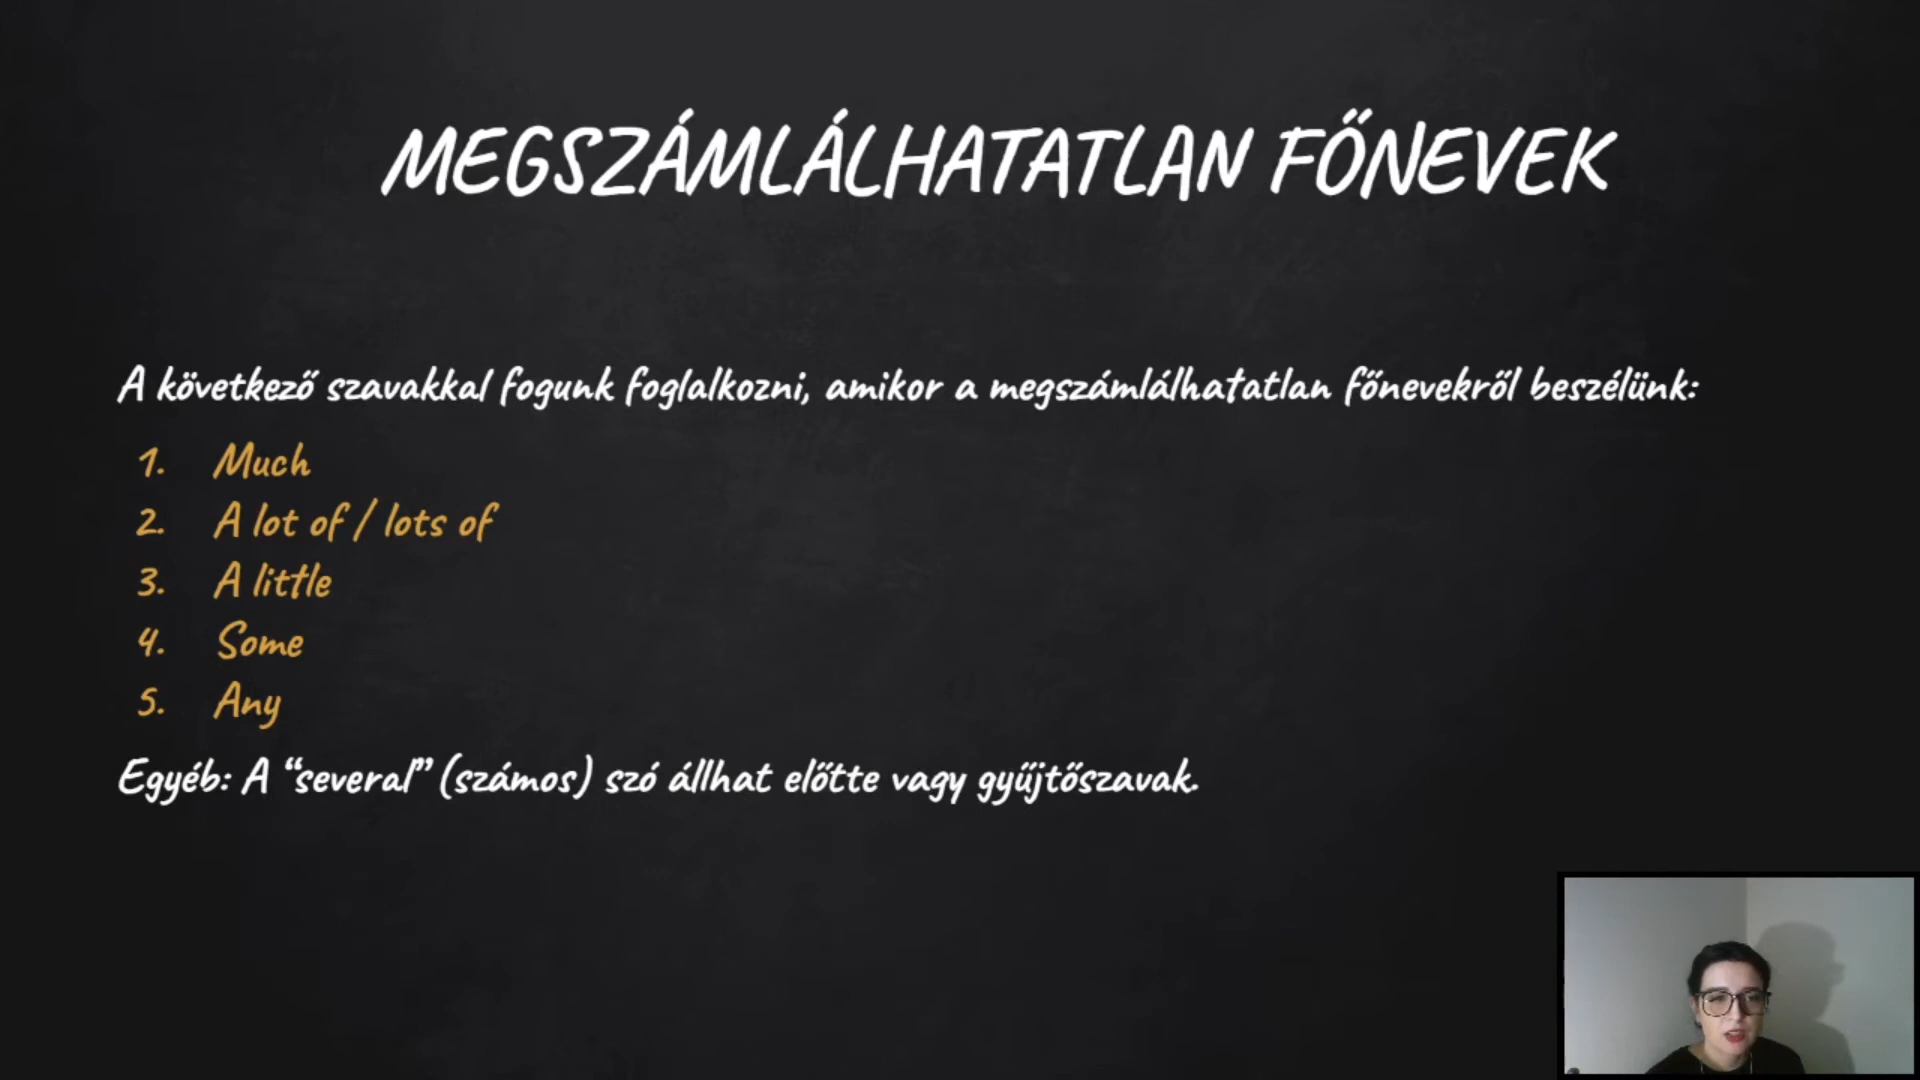 MEGSZÁMLÁLHATATLAN FŐNEVEK
A következő szavakkal fogunk foglalkozni, amikor a megszámlálhatatlan főnevekről beszélünk:
1. Much
2. A lot of / lots of
3. A little
4. Some
5. Any
Egyéb: A “several” (számos) szó állhat előtte vagy gyűjtőszavak.